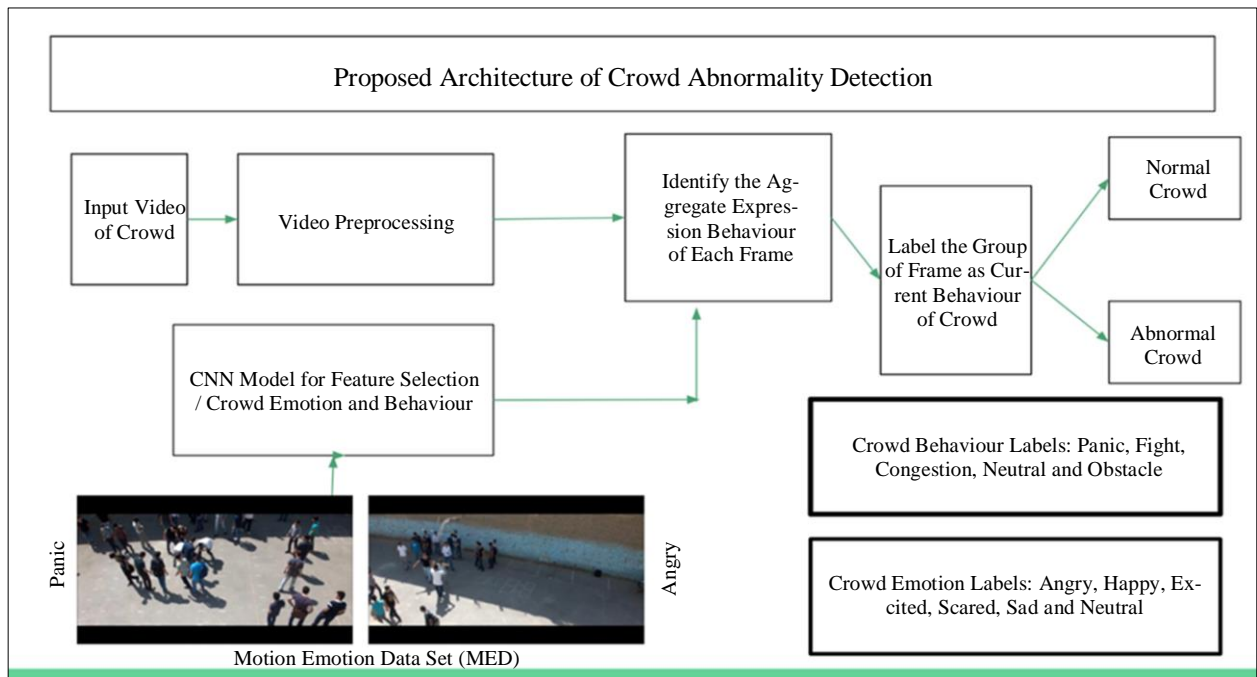 Proposed Architecture of Crowd Abnormality Detection
Input Video
of Crowd
Video Preprocessing
Identify the Ag-
gregate Expres-
sion Behaviour
of Each Frame
Label the Group
of Frame as Cur-
rent Behaviour
of Crowd
Normal
Crowd
Abnormal
Crowd
CNN Model for Feature Selection
/ Crowd Emotion and Behaviour
Crowd Behaviour Labels: Panic, Fight,
Congestion, Neutral and Obstacle
Panic
Angry
Crowd Emotion Labels: Angry, Happy, Ex-
cited, Scared, Sad and Neutral
Motion Emotion Data Set (MED)